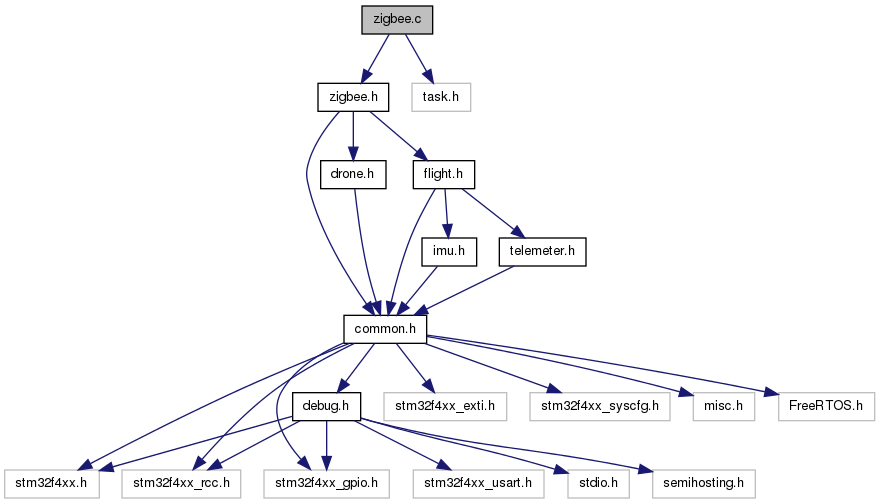 zigbee.c
zigbee.h
task.h
drone.h
flight.h
imu.h
telemeter.h
common.h
debug.h
stm32f4xx_exti.h
stm32f4xx_syscfg.h
misc.h
FreeRTOS.h
stm32f4xx.h
stm32f4xx_rcc.h
stm32f4xx_gpio.h
stm32f4xx_usart.h
stdio.h
semihosting.h